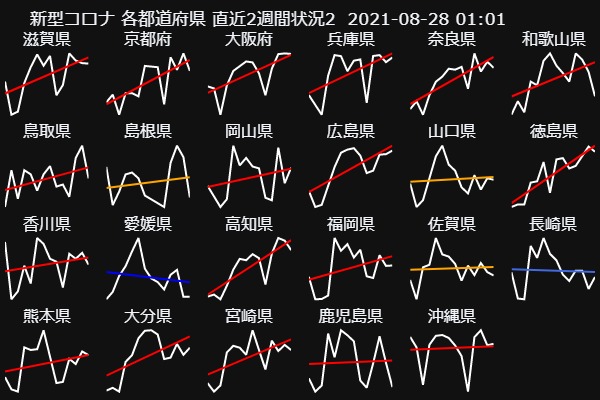 新型コロナ 各都道府県 直近2週間状況2 2021-08-28 01:01
滋賀県 京都府 大阪府 兵庫県 奈良県 和歌山県
鳥取県 島根県 岡山県 広島県 山口県 徳島県
香川県 愛媛県 高知県 福岡県 佐賀県 長崎県
熊本県 大分県 宮崎県 鹿児島県 沖縄県